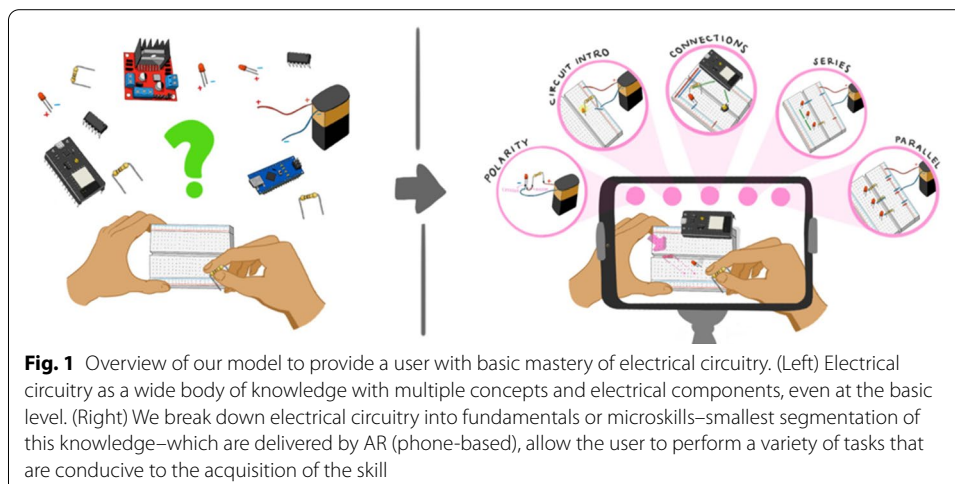 CIRCUIT INTRO
CONNECTIONS
SERIES
POLARITY
PARALLEL
Fig. 1 Overview of our model to provide a user with basic mastery of electrical circuitry. (Left) Electrical
circuitry as a wide body of knowledge with multiple concepts and electrical components, even at the basic
level. (Right) We break down electrical circuitry into fundamentals or microskills–smallest segmentation of
this knowledge–which are delivered by AR (phone-based), allow the user to perform a variety of tasks that
are conducive to the acquisition of the skill